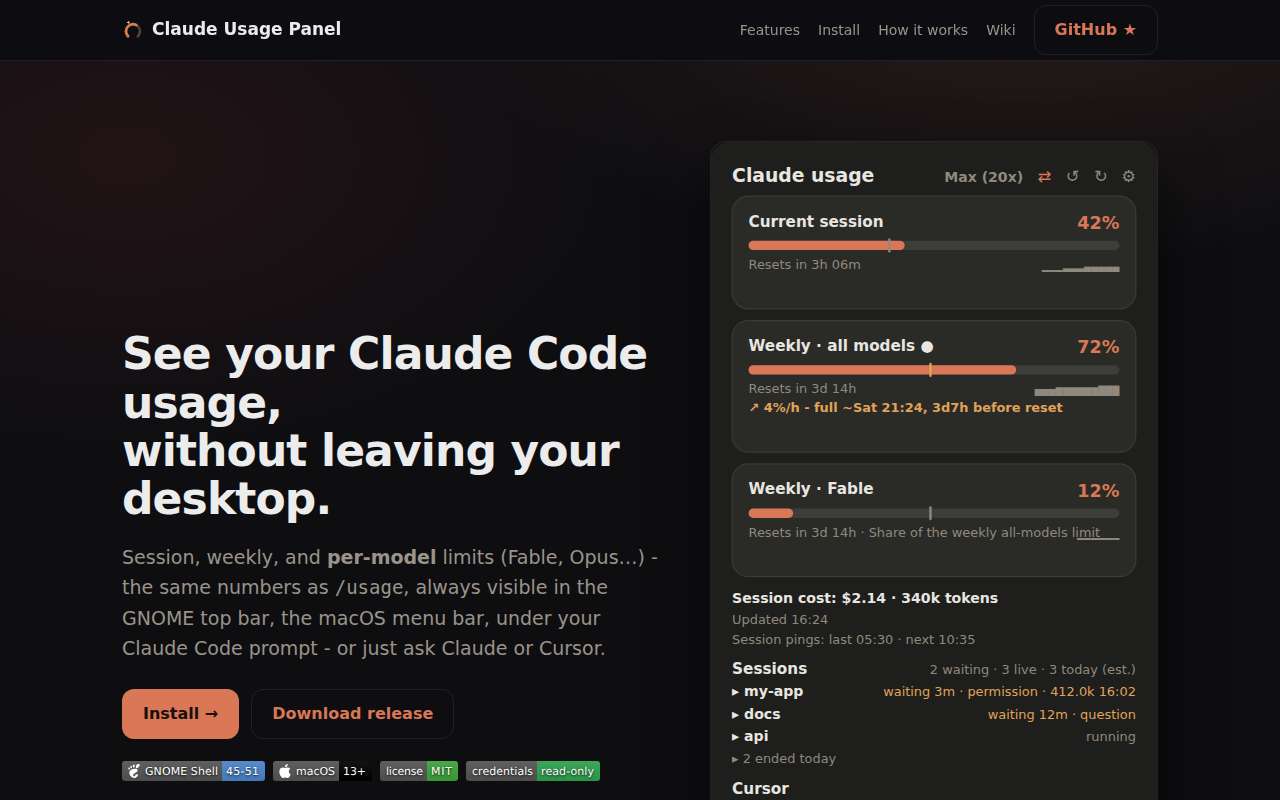 Claude Usage Panel
Features Install How it works Wiki GitHub ★
See your Claude Code
usage,
without leaving your
desktop.
Session, weekly, and per-model limits (Fable, Opus…) -
the same numbers as /usage, always visible in the
GNOME top bar, the macOS menu bar, under your
Claude Code prompt - or just ask Claude or Cursor.
Install →
Download release
GNOME Shell 45-51
macOS 13+
license MIT
credentials read-only
Claude usage Max (20x) ⇄ ↺ ↻ ⚙
Current session 42%
Resets in 3h 06m
Weekly · all models ● 72%
Resets in 3d 14h
↗ 4%/h - full ~Sat 21:24, 3d7h before reset
Weekly · Fable 12%
Resets in 3d 14h · Share of the weekly all-models limit
Session cost: $2.14 · 340k tokens
Updated 16:24
Session pings: last 05:30 · next 10:35
Sessions 2 waiting · 3 live · 3 today (est.)
▸ my-app waiting 3m · permission · 412.0k 16:02
▸ docs waiting 12m · question
▸ api running
▸ 2 ended today
Cursor